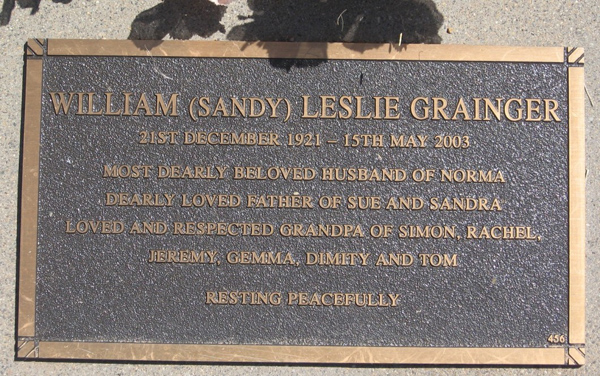 WILLIAM (SANDY) LESLIE GRAINGER
21ST DECEMBER 1921 – 15TH MAY 2003
MOST DEARLY BELOVED HUSBAND OF NORMA
DEARLY LOVED FATHER OF SUE AND SANDRA
LOVED AND RESPECTED GRANDPA OF SIMON, RACHEL,
JEREMY, GEMMA, DIMITY AND TOM
RESTING PEACEFULLY
456